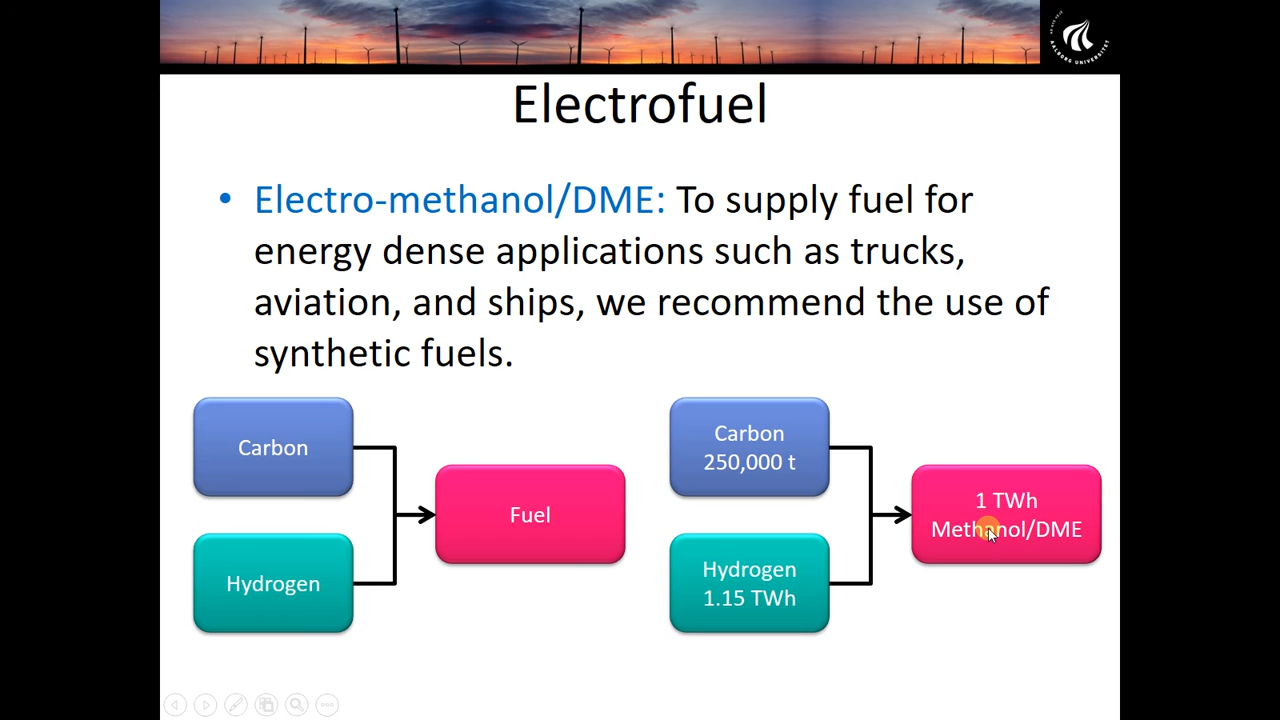 AALBORG UNIVERSITET
Electrofuel
• Electro-methanol/DME: To supply fuel for
energy dense applications such as trucks,
aviation, and ships, we recommend the use of
synthetic fuels.
Carbon
Hydrogen
Fuel
Carbon
250,000 t
Hydrogen
1.15 TWh
1 TWh
Methanol/DME